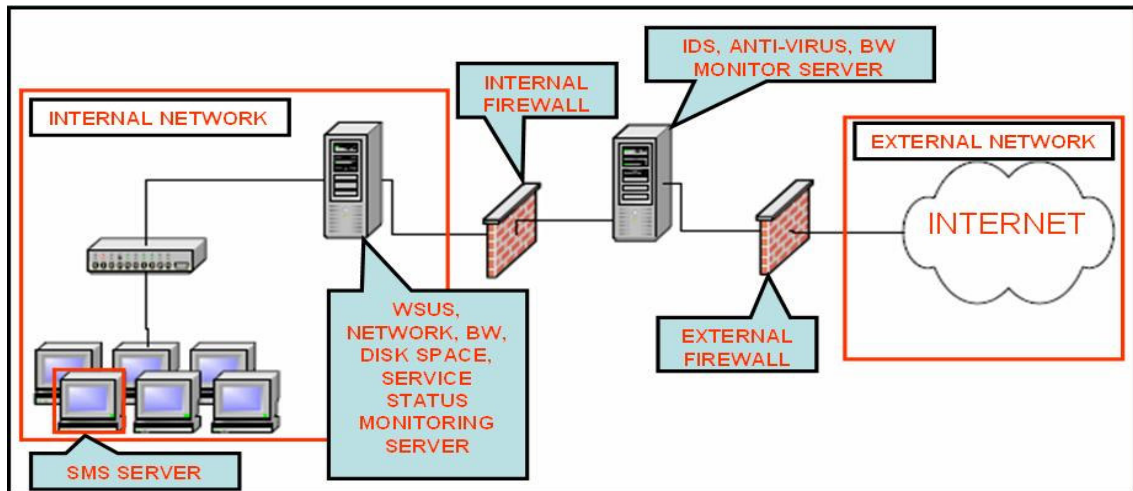 IDS, ANTI-VIRUS, BW
MONITOR SERVER
INTERNAL
FIREWALL
INTERNAL NETWORK
EXTERNAL NETWORK
INTERNET
WSUS,
NETWORK, BW,
DISK SPACE,
SERVICE
STATUS
MONITORING
SERVER
EXTERNAL
FIREWALL
SMS SERVER